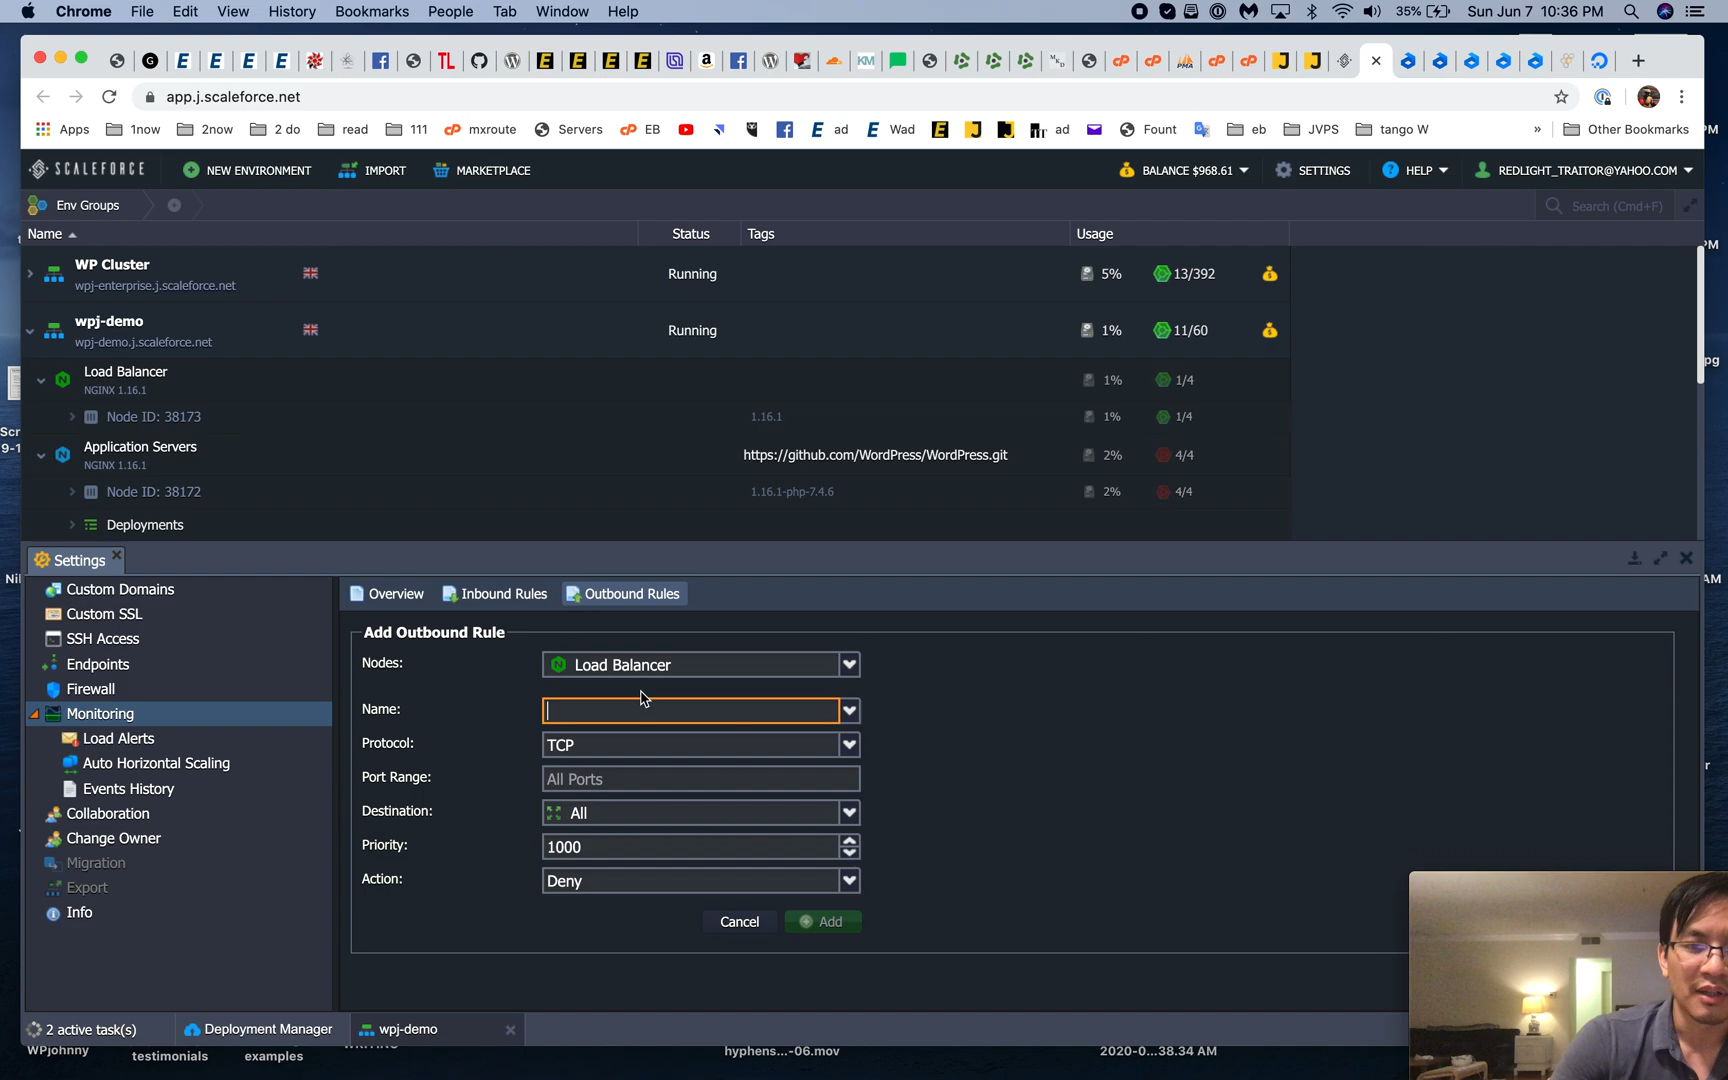 Chrome File Edit View History Bookmarks People Tab Window Help 35% Sun Jun 7 10:36 PM
app.j.scaleforce.net
Apps 1now 2now 2 do read 111 mxroute Servers EB ad Wad ad Fount eb JVPS tango W » Other Bookmarks
SCALEFORCE NEW ENVIRONMENT IMPORT MARKETPLACE BALANCE $968.61 SETTINGS HELP REDLIGHT_TRAITOR@YAHOO.COM
Env Groups Search (Cmd+F)
Name Status Tags Usage
WP Cluster
wpj-enterprise.j.scaleforce.net
Running 5% 13/392
wpj-demo
wpj-demo.j.scaleforce.net
Running 1% 11/60
Load Balancer
NGINX 1.16.1
1% 1/4
Node ID: 38173 1.16.1 1% 1/4
Application Servers
NGINX 1.16.1
https://github.com/WordPress/WordPress.git 2% 4/4
Node ID: 38172 1.16.1-php-7.4.6 2% 4/4
Deployments
Settings
Custom Domains
Custom SSL
SSH Access
Endpoints
Firewall
Monitoring
Load Alerts
Auto Horizontal Scaling
Events History
Collaboration
Change Owner
Migration
Export
Info
Overview Inbound Rules Outbound Rules
Add Outbound Rule
Nodes: Load Balancer
Name:
Protocol: TCP
Port Range: All Ports
Destination: All
Priority: 1000
Action: Deny
Cancel Add
2 active task(s) Deployment Manager wpj-demo
WPjohnny testimonials examples hyphens...-06.mov 2020-0...38.34 AM